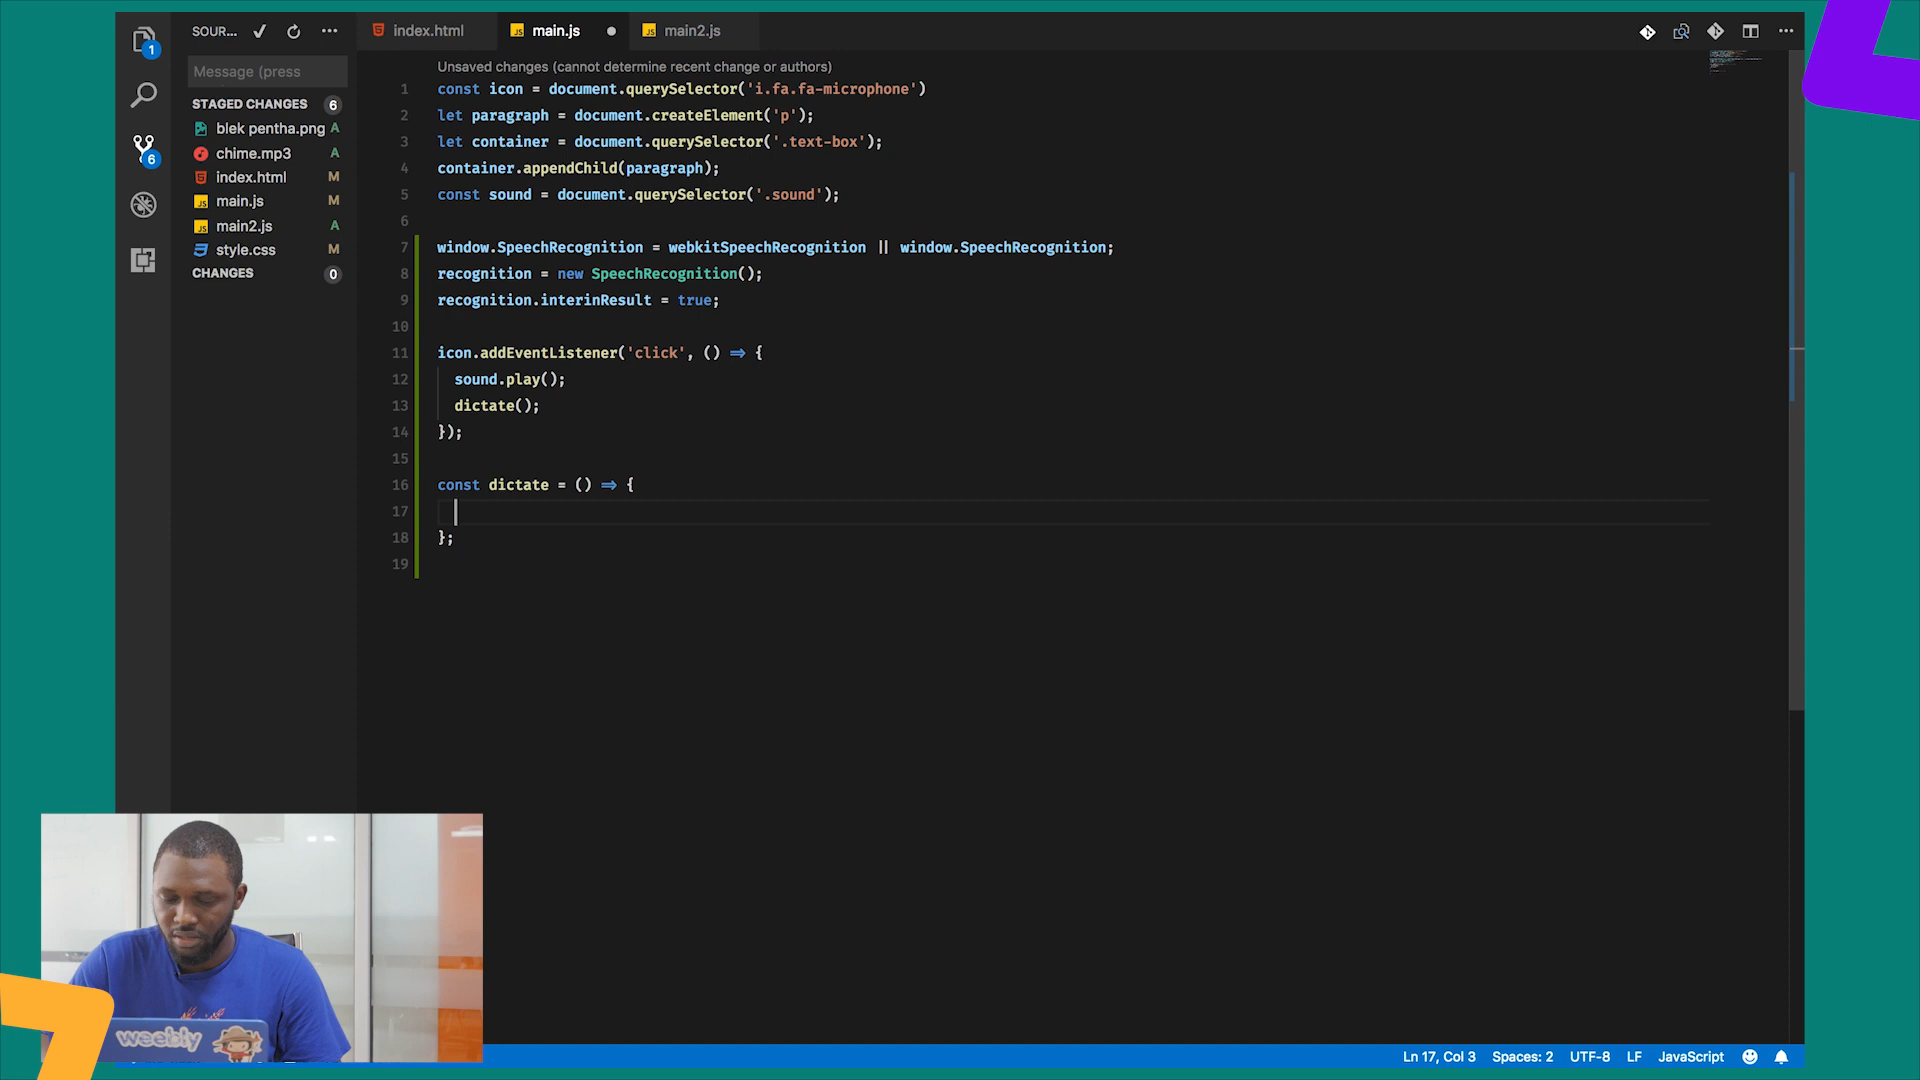 SOUR...
index.html
main.js
main2.js
1
Message (press
STAGED CHANGES 6
blek pentha.png A
chime.mp3 A
index.html M
main.js M
main2.js A
style.css M
CHANGES 0
6
Unsaved changes (cannot determine recent change or authors)
1 const icon = document.querySelector('i.fa.fa-microphone')
2 let paragraph = document.createElement('p');
3 let container = document.querySelector('.text-box');
4 container.appendChild(paragraph);
5 const sound = document.querySelector('.sound');
6
7 window.SpeechRecognition = webkitSpeechRecognition || window.SpeechRecognition;
8 recognition = new SpeechRecognition();
9 recognition.interinResult = true;
10
11 icon.addEventListener('click', () => {
12 sound.play();
13 dictate();
14 });
15
16 const dictate = () => {
17
18 };
19
weebly
Ln 17, Col 3 Spaces: 2 UTF-8 LF JavaScript